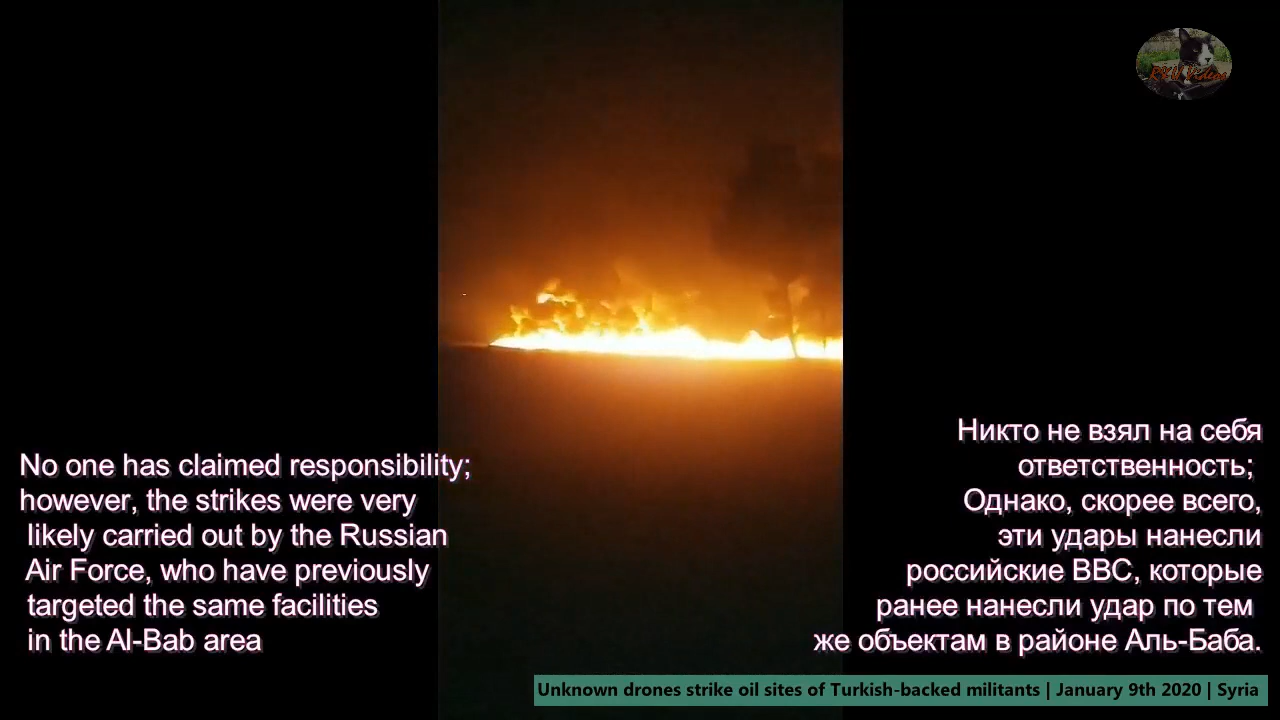 RKU Videos
No one has claimed responsibility;
however, the strikes were very
likely carried out by the Russian
Air Force, who have previously
targeted the same facilities
in the Al-Bab area
Никто не взял на себя
ответственность;
Однако, скорее всего,
эти удары нанесли
российские ВВС, которые
ранее нанесли удар по тем
же объектам в районе Аль-Баба.
Unknown drones strike oil sites of Turkish-backed militants | January 9th 2020 | Syria